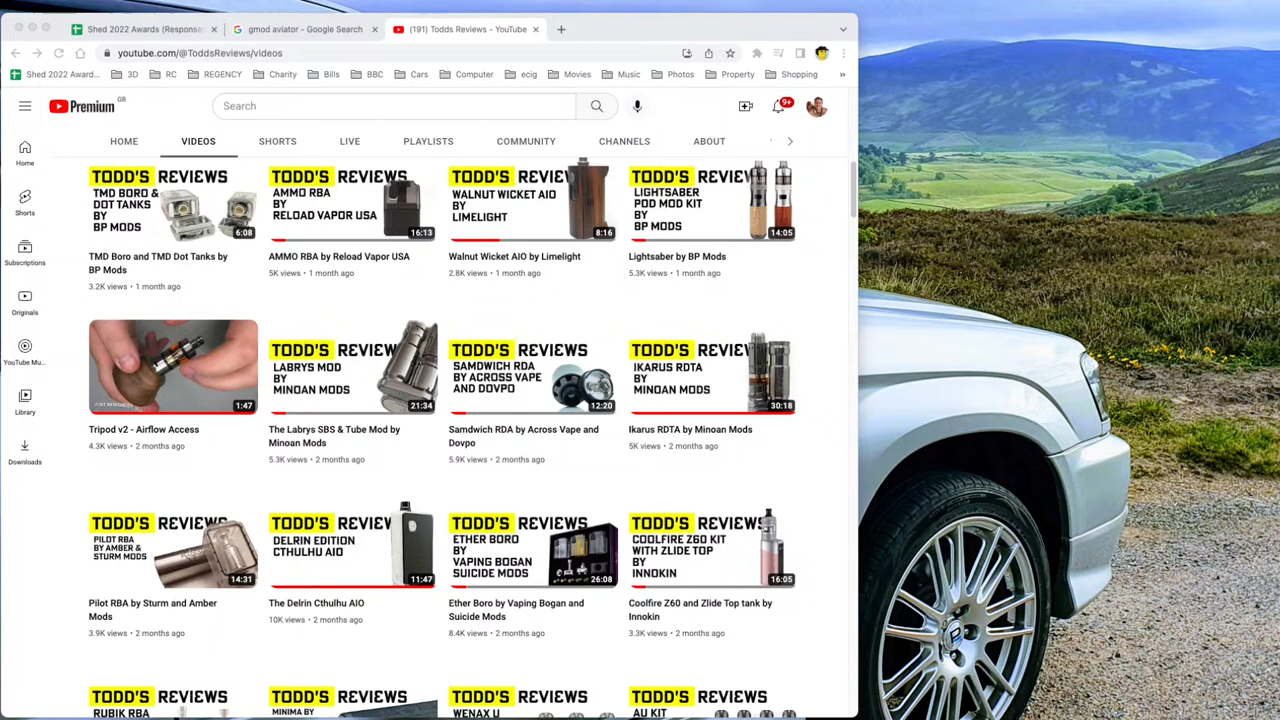 Shed 2022 Awards (Response
gmod aviator - Google Search
(191) Todds Reviews - YouTube
youtube.com/@ToddsReviews/videos
Shed 2022 Award...
3D
RC
REGENCY
Charity
Bills
BBC
Cars
Computer
ecig
Movies
Music
Photos
Property
Shopping
»
Premium GB
Search
9+
HOME
VIDEOS
SHORTS
LIVE
PLAYLISTS
COMMUNITY
CHANNELS
ABOUT
Home
Shorts
Subscriptions
Originals
YouTube Mu...
Library
Downloads
TODD'S REVIEWS
TMD BORO &
DOT TANKS
BY
BP MODS
6:08
TMD Boro and TMD Dot Tanks by
BP Mods
3.2K views • 1 month ago
TODD'S REVIEWS
AMMO RBA
BY
RELOAD VAPOR USA
16:13
AMMO RBA by Reload Vapor USA
5K views • 1 month ago
TODD'S REVIEW
WALNUT WICKET AIO
BY
LIMELIGHT
8:16
Walnut Wicket AIO by Limelight
2.8K views • 1 month ago
TODD'S REVIEW
LIGHTSABER
POD MOD KIT
BY
BP MODS
14:05
Lightsaber by BP Mods
5.3K views • 1 month ago
1:47
Tripod v2 - Airflow Access
4.3K views • 2 months ago
TODD'S REVIEW
LABRYS MOD
BY
MINOAN MODS
21:34
The Labrys SBS & Tube Mod by
Minoan Mods
5.3K views • 2 months ago
TODD'S REVIEWS
SAMDWICH RDA
BY ACROSS VAPE
AND DOVPO
12:20
Samdwich RDA by Across Vape and
Dovpo
5.9K views • 2 months ago
TODD'S REVIEW
IKARUS RDTA
BY
MINOAN MODS
30:18
Ikarus RDTA by Minoan Mods
5K views • 2 months ago
TODD'S REVIEWS
PILOT RBA
BY AMBER &
STURM MODS
14:31
Pilot RBA by Sturm and Amber
Mods
3.9K views • 2 months ago
TODD'S REVIEW
DELRIN EDITION
CTHULHU AIO
11:47
The Delrin Cthulhu AIO
10K views • 2 months ago
TODD'S REVIEWS
ETHER BORO
BY
VAPING BOGAN
SUICIDE MODS
26:08
Ether Boro by Vaping Bogan and
Suicide Mods
8.4K views • 2 months ago
TODD'S REVIEWS
COOLFIRE Z60 KIT
WITH ZLIDE TOP
BY
INNOKIN
16:05
Coolfire Z60 and Zlide Top tank by
Innokin
3.3K views • 2 months ago
TODD'S REVIEWS
RUBIK RBA
TODD'S REVIEWS
MINIMA BY
TODD'S REVIEWS
WENAX U
TODD'S REVIEWS
AU KIT